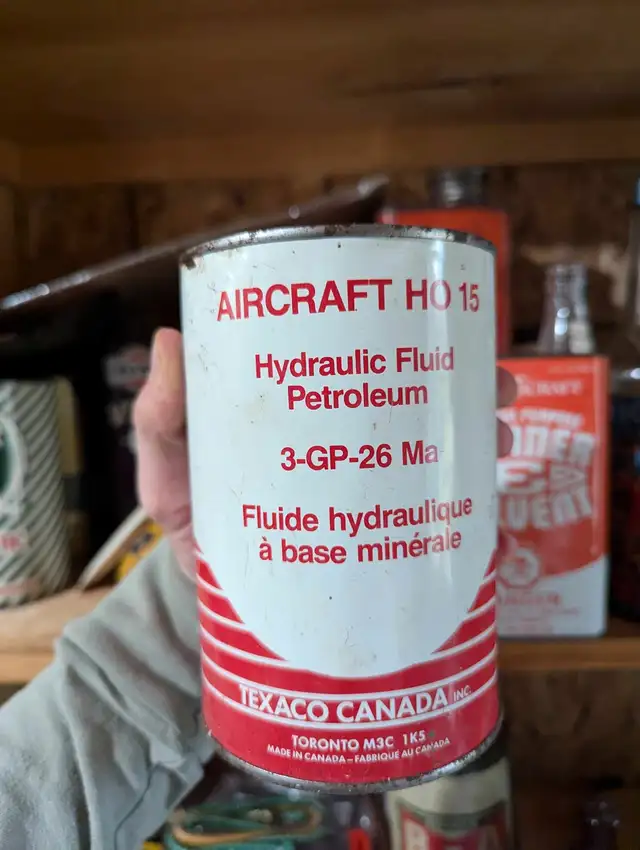 AIRCRAFT HO 15
Hydraulic Fluid
Petroleum
3-GP-26 Ma
Fluide hydraulique
à base minérale
TEXACO CANADA INC.
TORONTO M3C 1K5
MADE IN CANADA – FABRIQUÉ AU CANADA